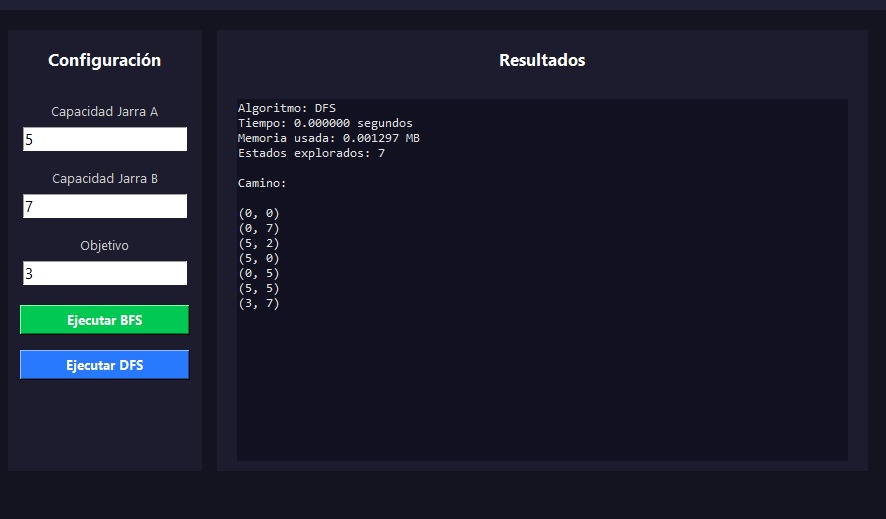 Configuración
Capacidad Jarra A
5
Capacidad Jarra B
7
Objetivo
3
Ejecutar BFS
Ejecutar DFS
Resultados
Algoritmo: DFS
Tiempo: 0.000000 segundos
Memoria usada: 0.001297 MB
Estados explorados: 7
Camino:
(0, 0)
(0, 7)
(5, 2)
(5, 0)
(0, 5)
(5, 5)
(3, 7)